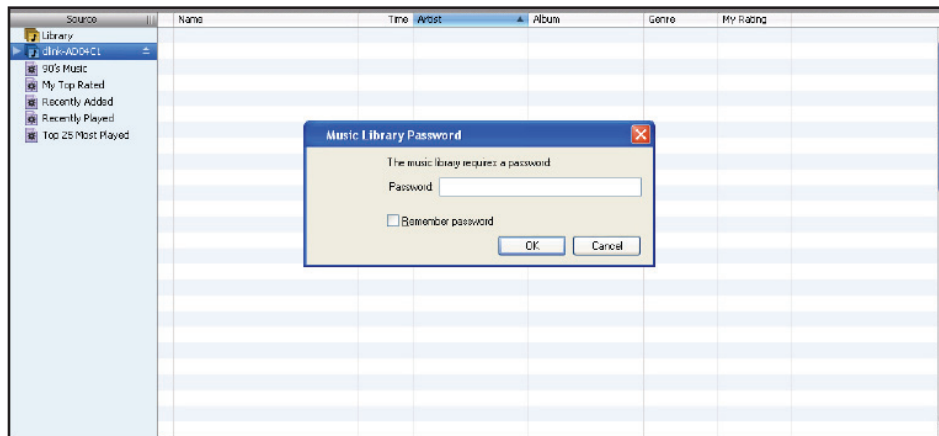 Source Name Time Artist Album Genre My Rating
Library
dlink-AD04C1
90's Music
My Top Rated
Recently Added
Recently Played
Top 25 Most Played
Music Library Password
The music library requires a password
Password
Remember password
OK Cancel